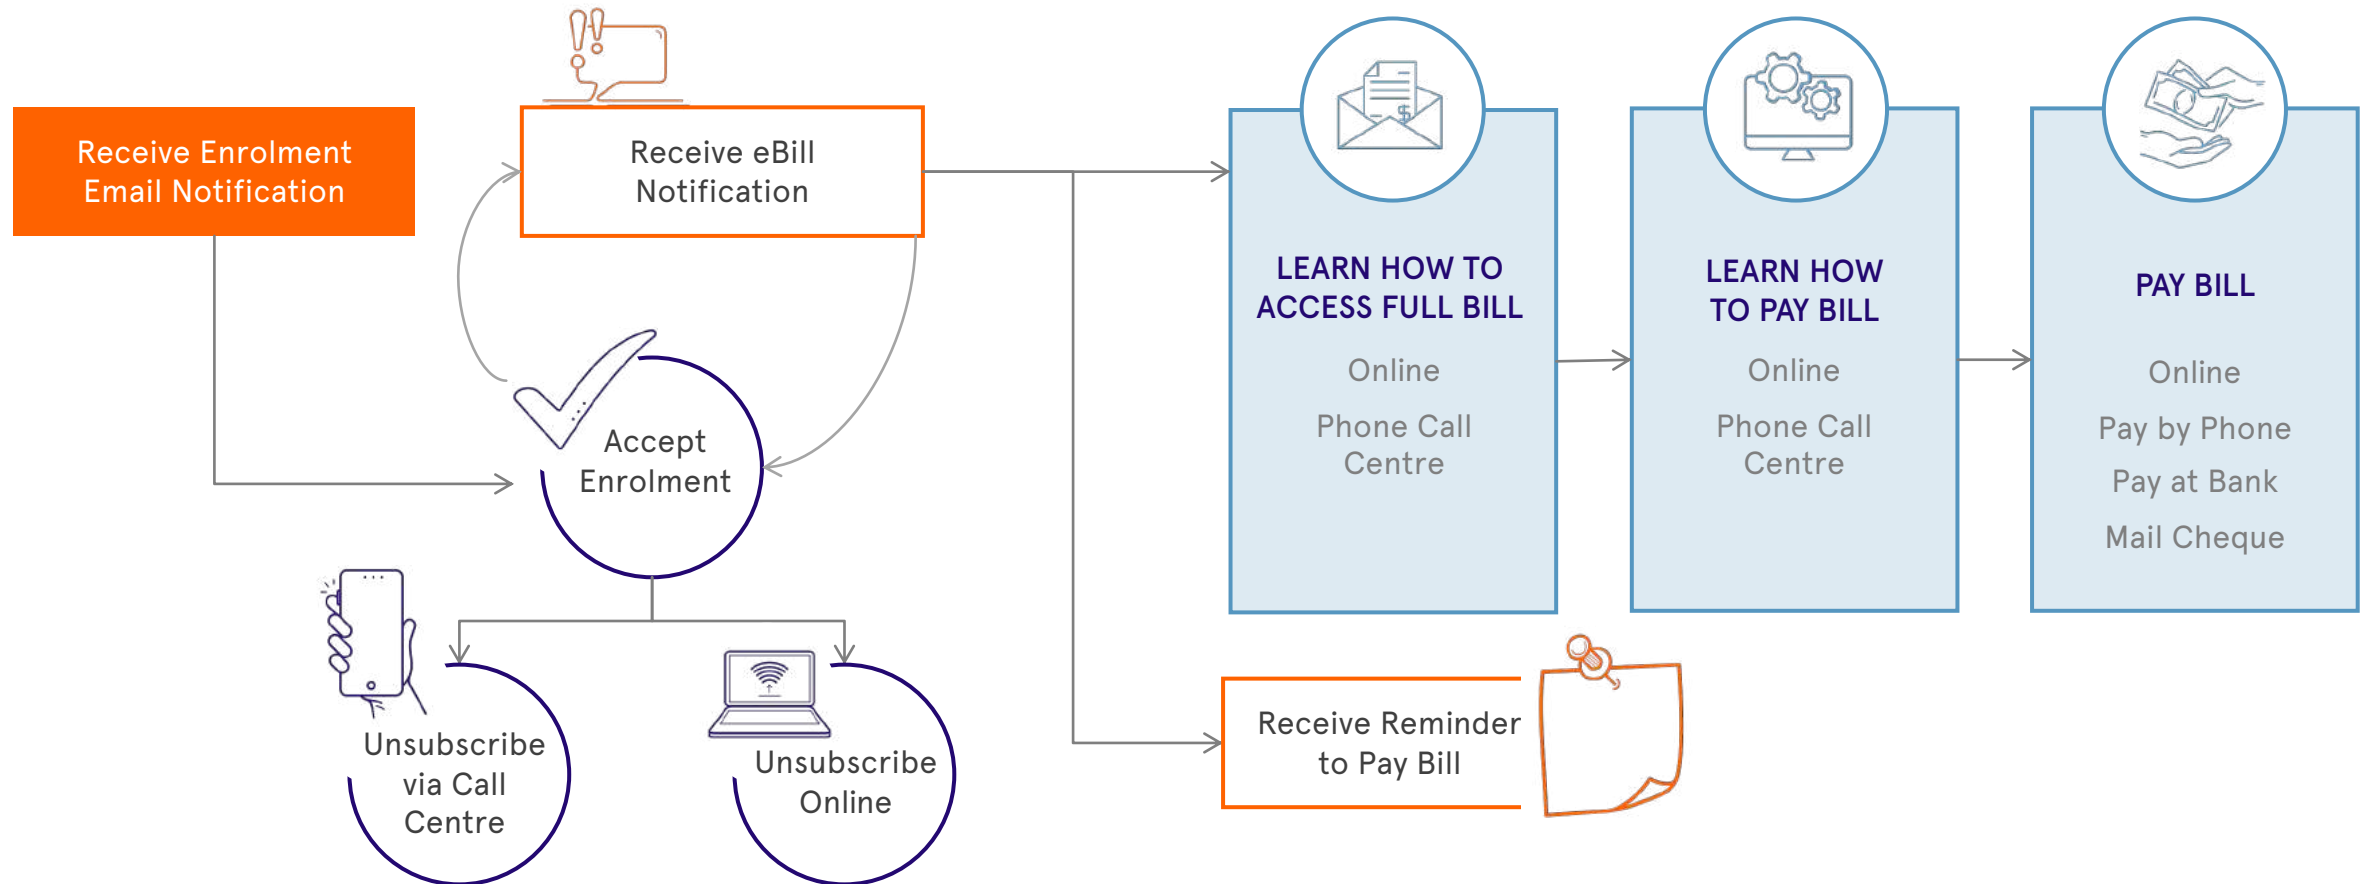 Receive Enrolment
Email Notification
Receive eBill
Notification
Accept
Enrolment
Unsubscribe
via Call
Centre
Unsubscribe
Online
LEARN HOW TO
ACCESS FULL BILL
Online
Phone Call
Centre
LEARN HOW
TO PAY BILL
Online
Phone Call
Centre
PAY BILL
Online
Pay by Phone
Pay at Bank
Mail Cheque
Receive Reminder
to Pay Bill